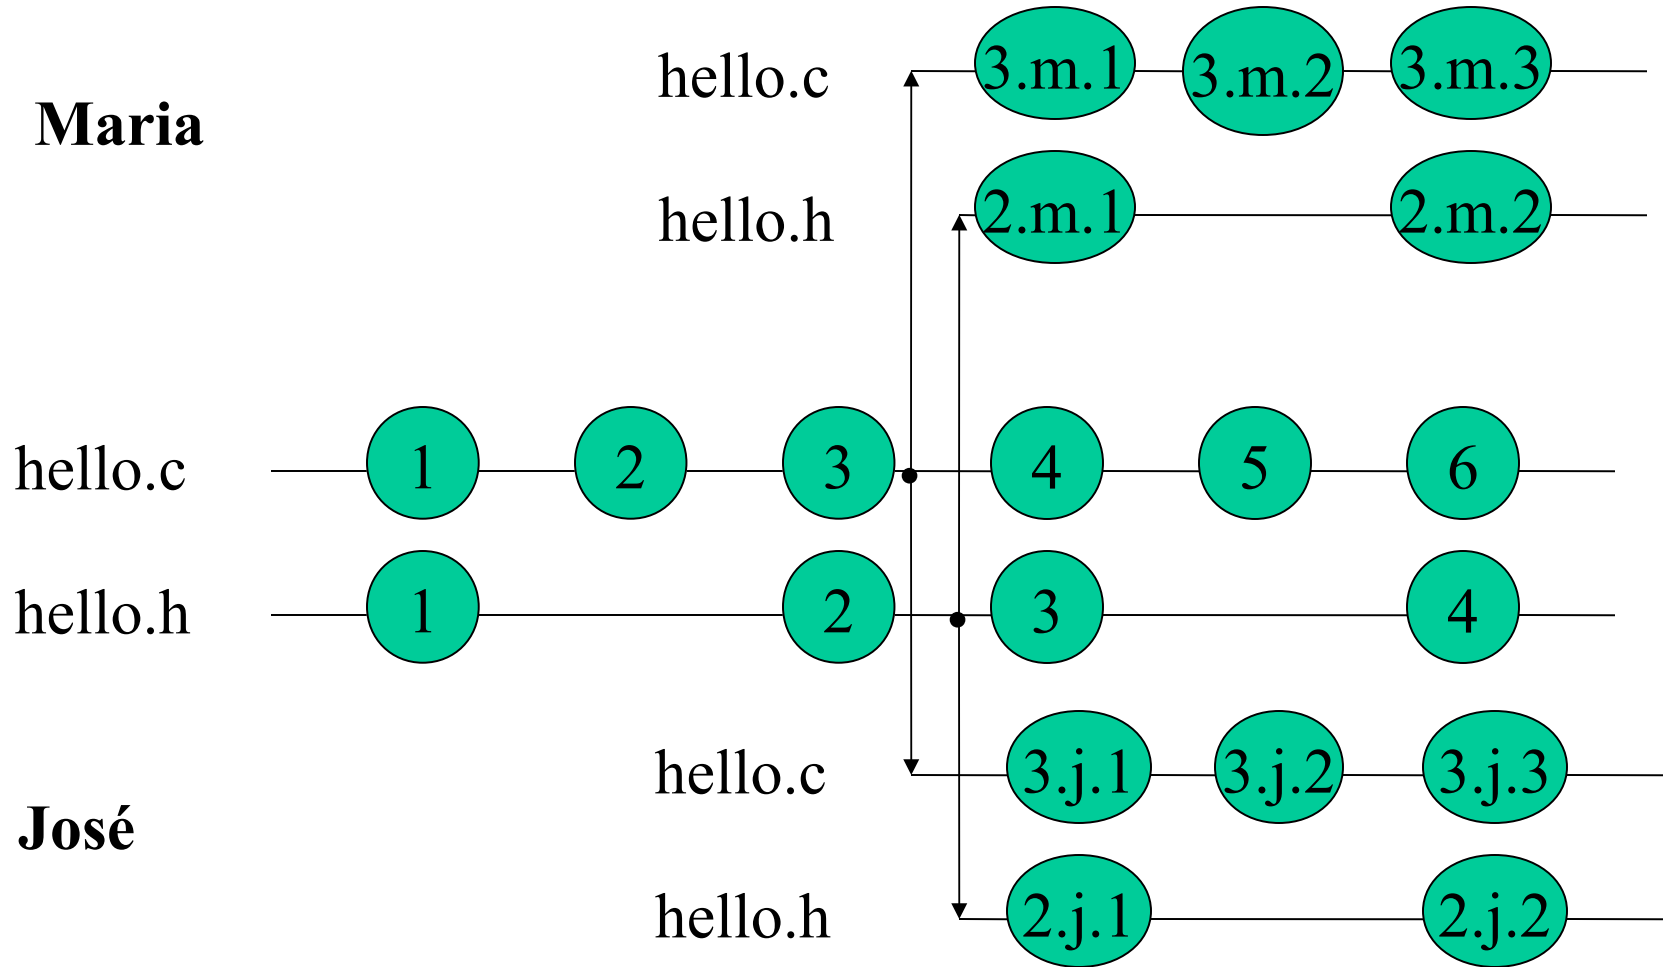 hello.c 3.m.1 3.m.2 3.m.3
Maria
hello.h 2.m.1 2.m.2
hello.c 1 2 3 4 5 6
hello.h 1 2 3 4
hello.c 3.j.1 3.j.2 3.j.3
José
hello.h 2.j.1 2.j.2